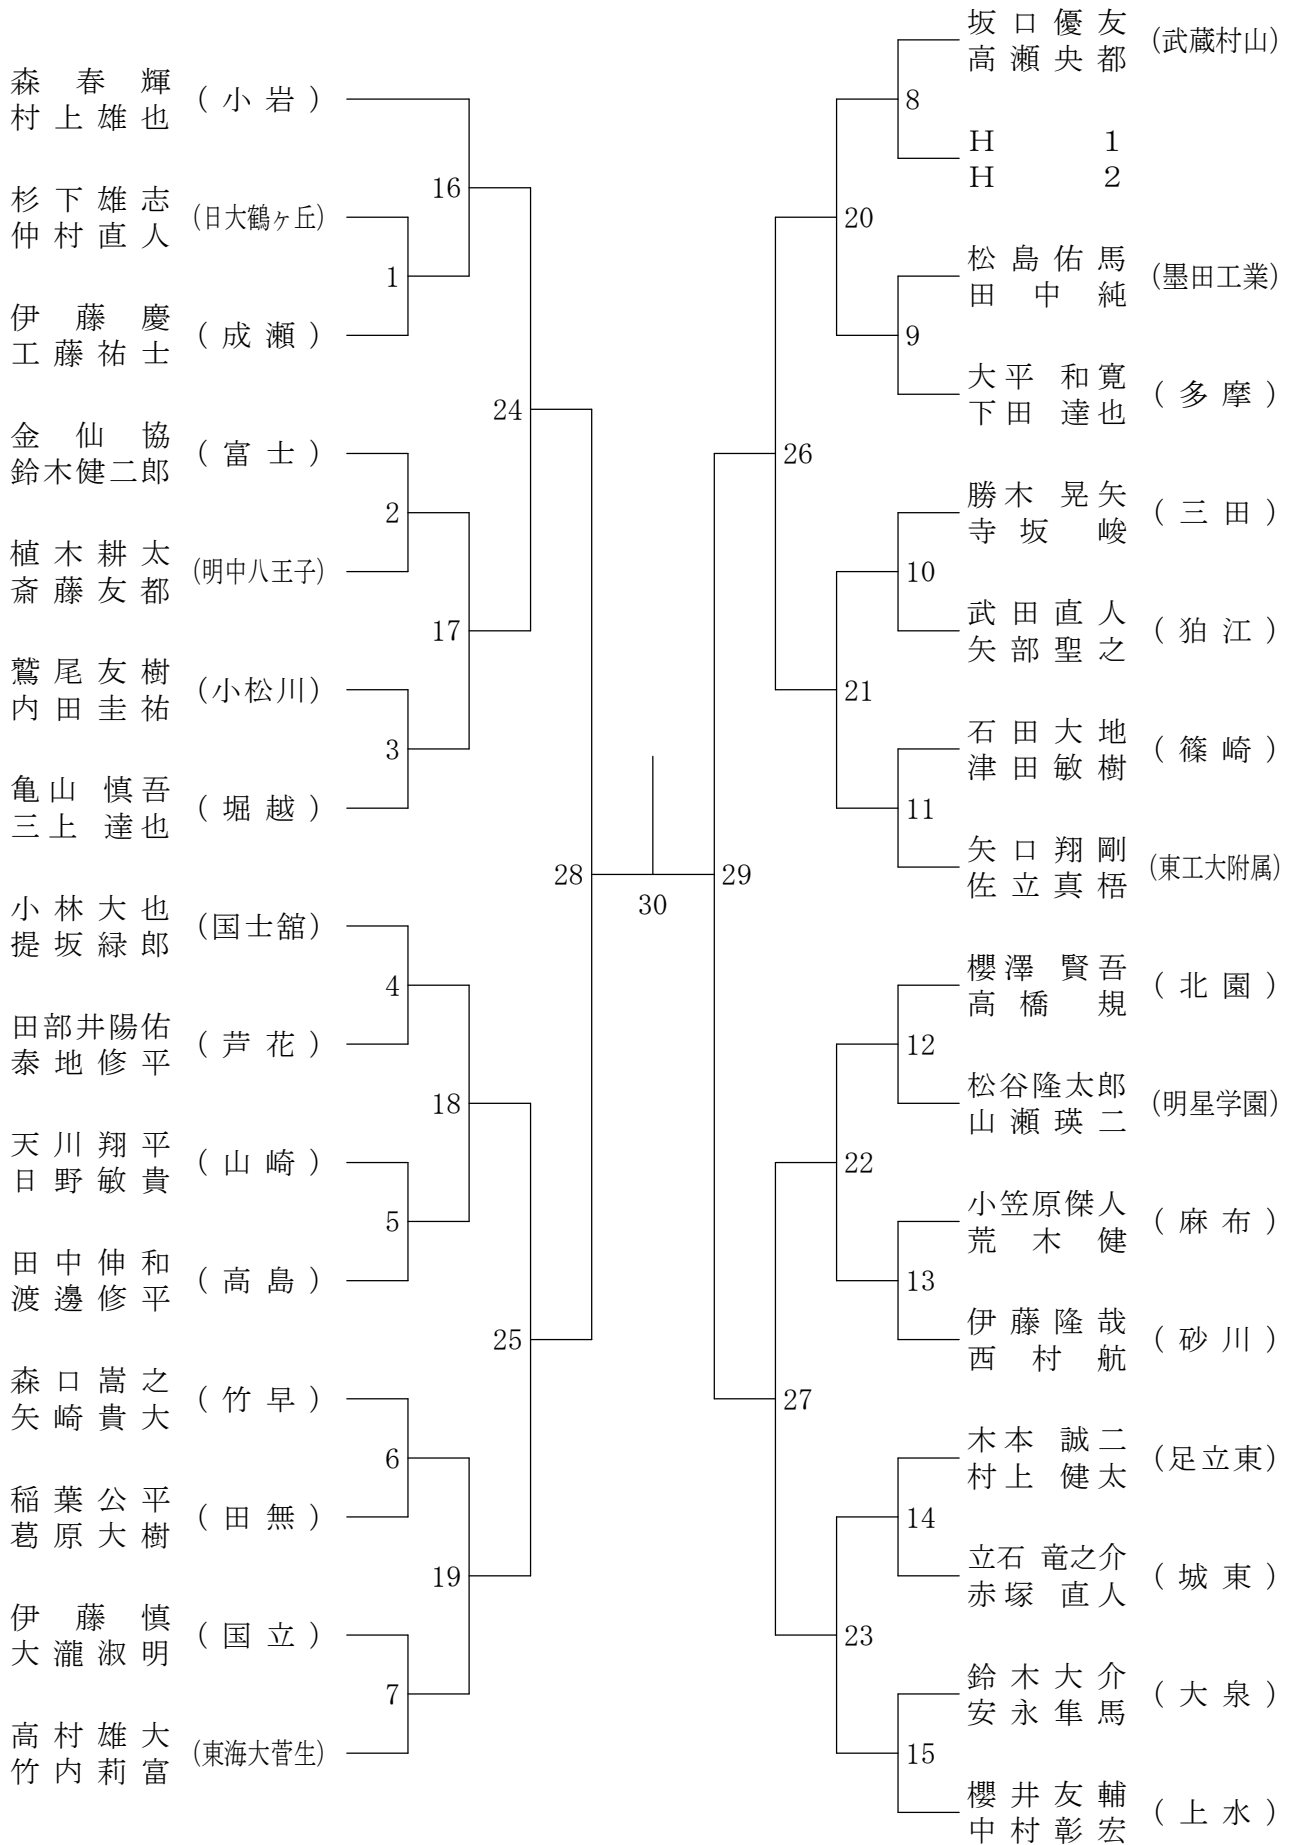 森春輝
村上雄也
(小岩)
杉下雄志
仲村直人
(日大鶴ヶ丘)
伊藤慶
工藤祐士
(成瀬)
金仙協
鈴木健二郎
(富士)
植木耕太
斎藤友都
(明中八王子)
鷲尾友樹
内田圭祐
(小松川)
亀山慎吾
三上達也
(堀越)
小林大也
提坂緑郎
(国士舘)
田部井陽佑
泰地修平
(芦花)
天川翔平
日野敏貴
(山崎)
田中伸和
渡邊修平
(高島)
森口嵩之
矢崎貴大
(竹早)
稲葉公平
葛原大樹
(田無)
伊藤慎
大瀧淑明
(国立)
高村雄大
竹内莉富
(東海大菅生)
16
1
24
2
17
3
28
4
18
5
25
6
19
7
30
8
20
9
26
10
21
11
29
12
22
13
27
14
23
15
坂口優友
高瀬央都
(武蔵村山)
H 1
H 2
松島佑馬
田中純
(墨田工業)
大平和寛
下田達也
(多摩)
勝木晃矢
寺坂峻
(三田)
武田直人
矢部聖之
(狛江)
石田大地
津田敏樹
(篠崎)
矢口翔剛
佐立真梧
(東工大附属)
櫻澤賢吾
高橋規
(北園)
松谷隆太郎
山瀬瑛二
(明星学園)
小笠原傑人
荒木健
(麻布)
伊藤隆哉
西村航
(砂川)
木本誠二
村上健太
(足立東)
立石竜之介
赤塚直人
(城東)
鈴木大介
安永隼馬
(大泉)
櫻井友輔
中村彰宏
(上水)